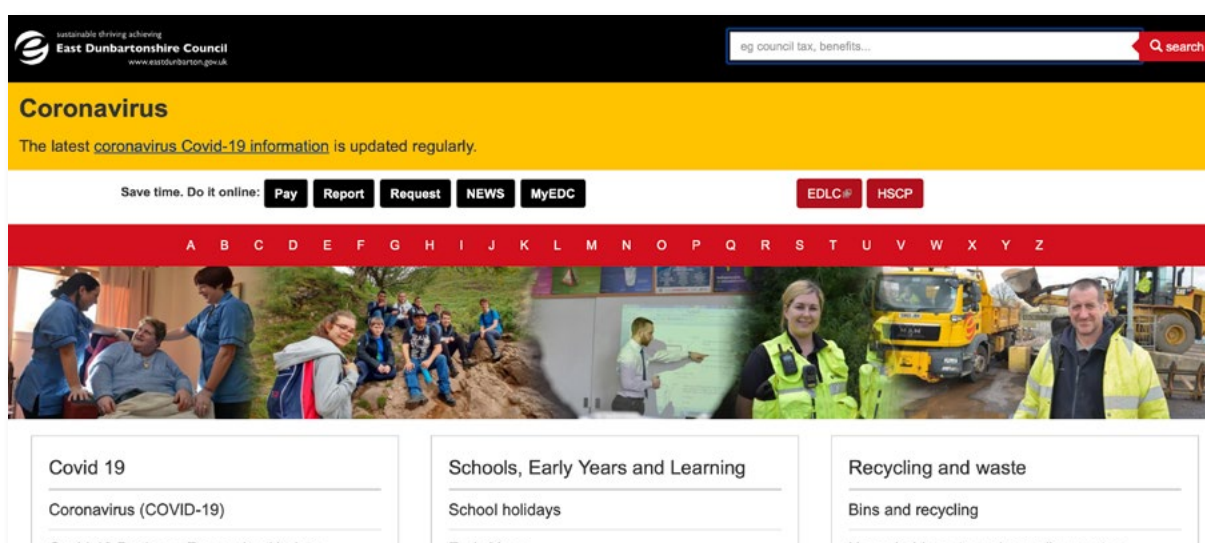 sustainable thriving achieving
East Dunbartonshire Council
www.eastdunbarton.gov.uk
eg council tax, benefits...
search
Coronavirus
The latest coronavirus Covid-19 information is updated regularly.
Save time. Do it online: Pay Report Request NEWS MyEDC EDLC HSCP
A B C D E F G H I J K L M N O P Q R S T U V W X Y Z
Covid 19 Schools, Early Years and Learning Recycling and waste
Coronavirus (COVID-19) School holidays Bins and recycling